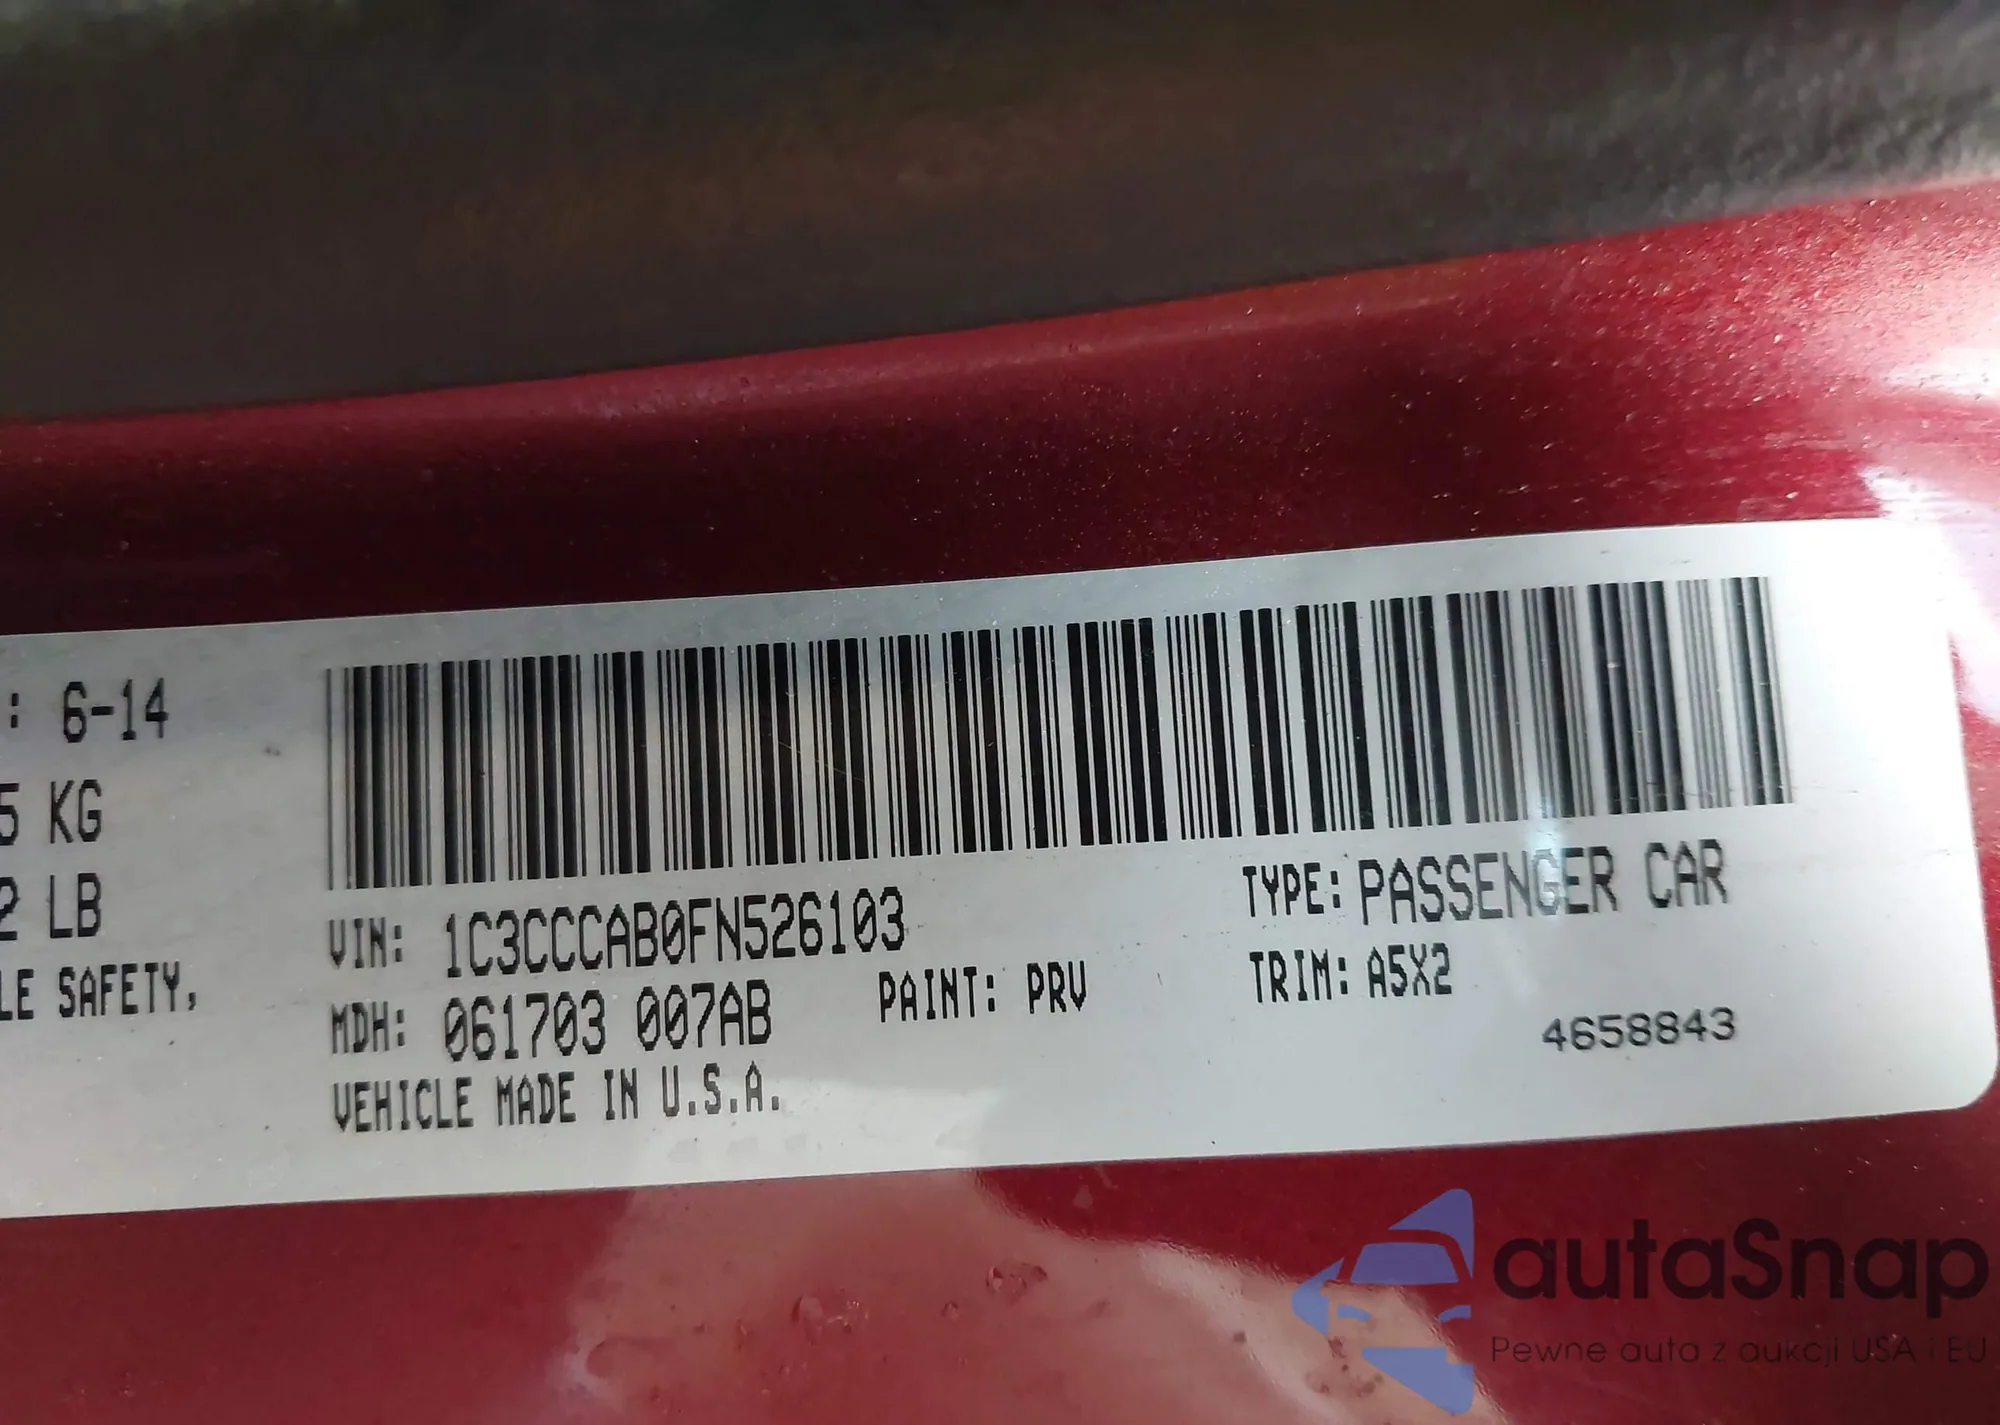 : 6-14
5 KG
2 LB
LE SAFETY,
VIN: 1C3CCCAB0FN526103
TYPE: PASSENGER CAR
MDH: 061703 007AB
PAINT: PRV
TRIM: A5X2
VEHICLE MADE IN U.S.A.
4658843
autaSnap
Pewne auta z aukcji USA i EU